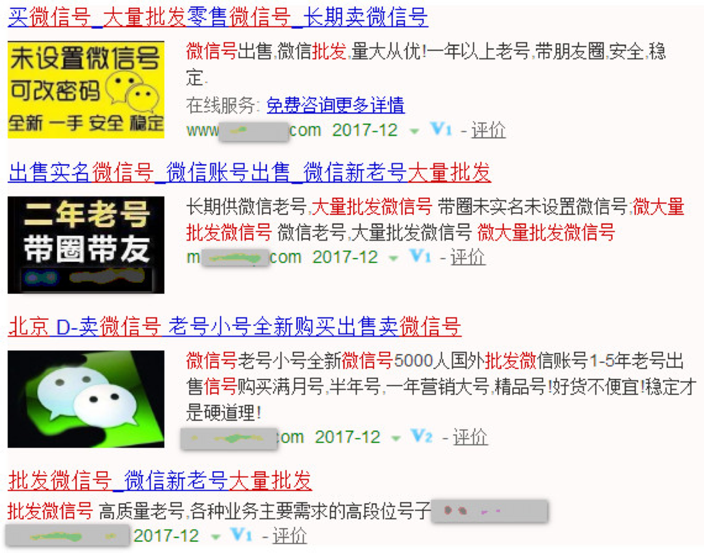 买微信号_大量批发零售微信号_长期卖微信号
未设置微信号
可改密码
全新 一手 安全 稳定
微信号出售,微信批发,量大从优!一年以上老号,带朋友圈,安全,稳
定.
在线服务: 免费咨询更多详情
www com 2017-12 V1 - 评价
出售实名微信号_微信账号出售_微信新老号大量批发
二年老号
带圈带友
长期供微信老号,大量批发微信号 带圈未实名未设置微信号;微大量
批发微信号 微信老号,大量批发微信号 微大量批发微信号
m com 2017-12 V1 - 评价
北京 D-卖微信号 老号小号全新购买出售卖微信号
微信号老号小号全新微信号5000人国外批发微信账号1-5年老号出
售信号购买满月号,半年号,一年营销大号,精品号!好货不便宜!稳定才
是硬道理!
com 2017-12 V2 - 评价
批发微信号_微信新老号大量批发
批发微信号 高质量老号,各种业务主要需求的高段位号子
2017-12 V1 - 评价